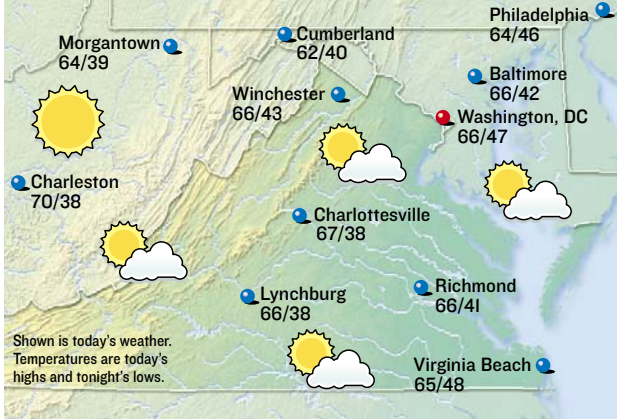 Philadelphia
64/46
Cumberland
62/40
Morgantown
64/39
Baltimore
66/42
Winchester
66/43
Washington, DC
66/47
Charleston
70/38
Charlottesville
67/38
Richmond
66/41
Lynchburg
66/38
Shown is today's weather.
Temperatures are today's
highs and tonight's lows.
Virginia Beach
65/48